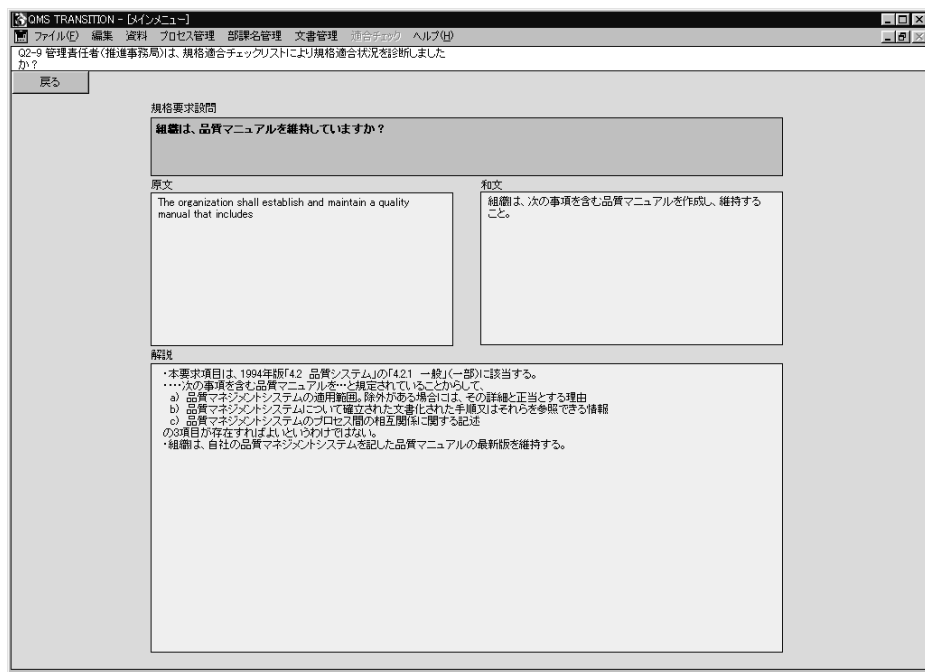 QMS TRANSITION - [メインメニュー]
ファイル(F) 編集 資料 プロセス管理 部課名管理 文書管理 適合チェック ヘルプ(H)
Q2-9 管理責任者(推進事務局)は、規格適合チェックリストにより規格適合状況を診断しました
か?
戻る
規格要求設問
組織は、品質マニュアルを維持していますか?
原文
The organization shall establish and maintain a quality
manual that includes
和文
組織は、次の事項を含む品質マニュアルを作成し、維持する
こと。
解説
・本要求項目は、1994年版「4.2 品質システム」の「4.2.1 一般」(一部)に該当する。
・・・・次の事項を含む品質マニュアルを…と規定されていることからして、
a) 品質マネジメントシステムの適用範囲。除外がある場合には、その詳細と正当とする理由
b) 品質マネジメントシステムについて確立された文書化された手順又はそれらを参照できる情報
c) 品質マネジメントシステムのプロセス間の相互関係に関する記述
の3項目が存在すればよいというわけではない。
・組織は、自社の品質マネジメントシステムを記した品質マニュアルの最新版を維持する。